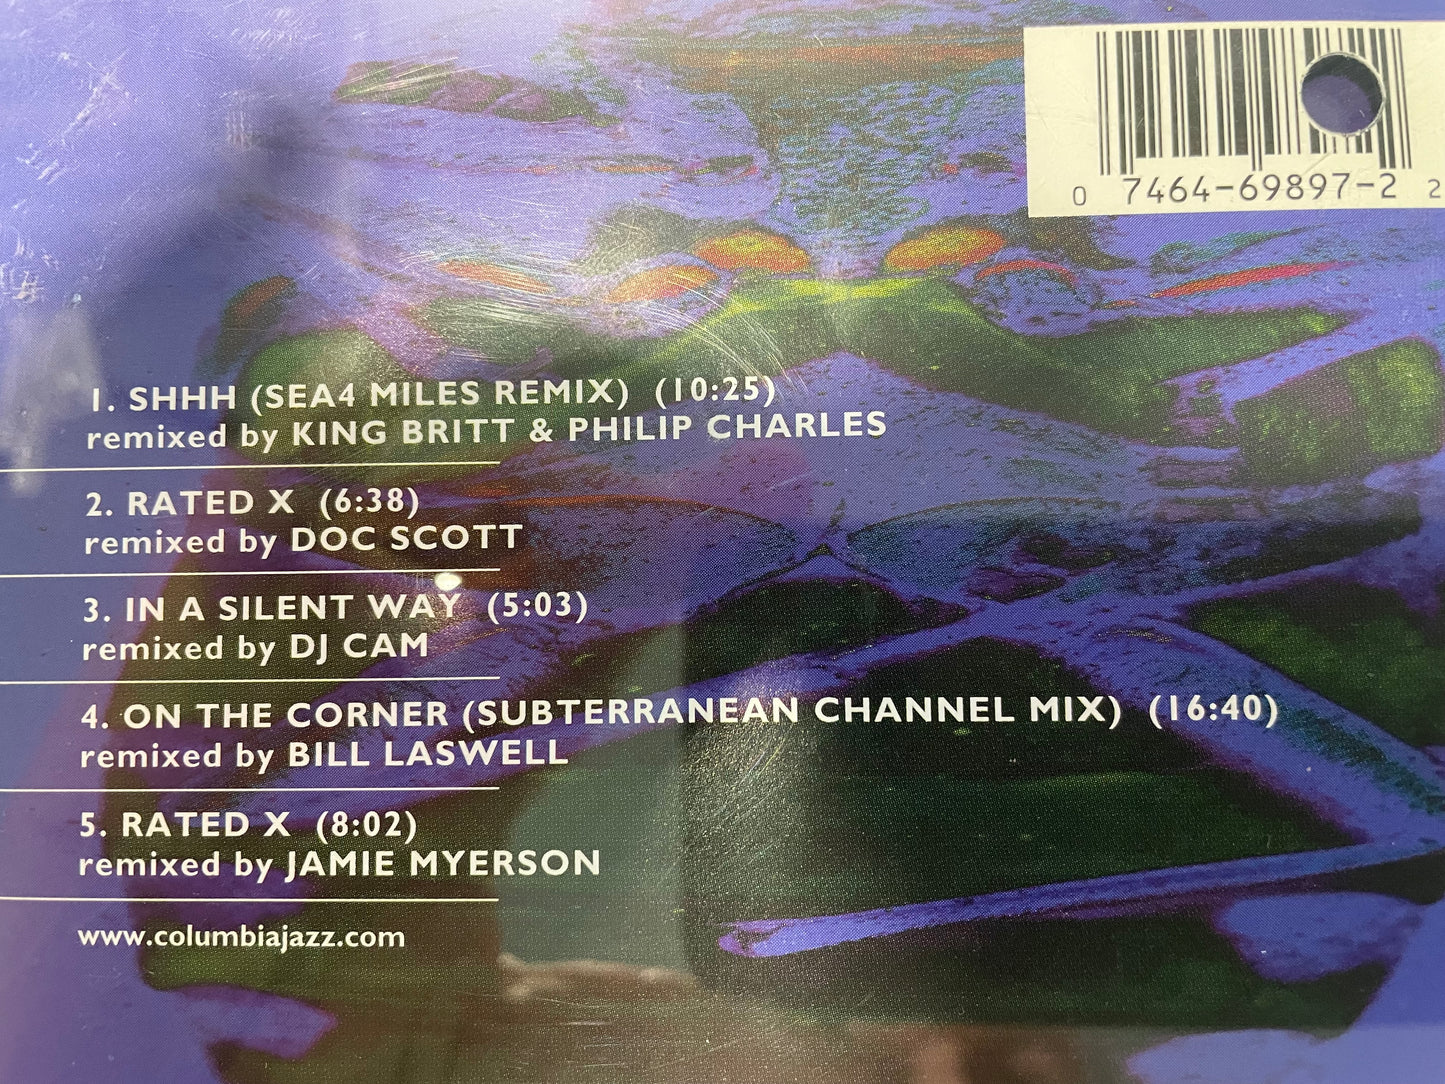 0 7464-69897-2 2
1. SHHH (SEA4 MILES REMIX) (10:25)
remixed by KING BRITT & PHILIP CHARLES
2. RATED X (6:38)
remixed by DOC SCOTT
3. IN A SILENT WAY (5:03)
remixed by DJ CAM
4. ON THE CORNER (SUBTERRANEAN CHANNEL MIX) (16:40)
remixed by BILL LASWELL
5. RATED X (8:02)
remixed by JAMIE MYERSON
www.columbiajazz.com